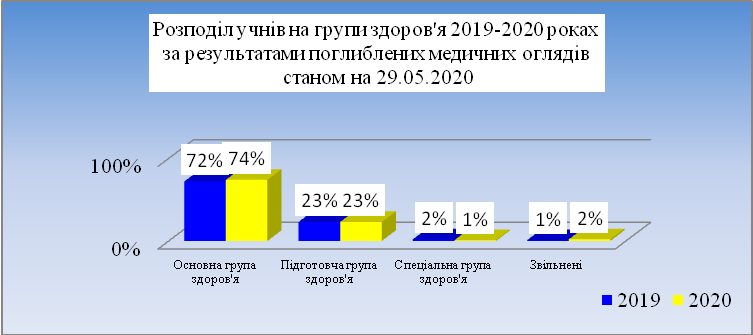 Розподіл учнів на групи здоров'я 2019-2020 роках
за результатами поглиблених медичних оглядів
станом на 29.05.2020
100%
0%
72% 74%
23% 23%
2% 1%
1% 2%
Основна група
здоров'я
Підготовча група
здоров'я
Спеціальна група
здоров'я
Звільнені
2019 2020